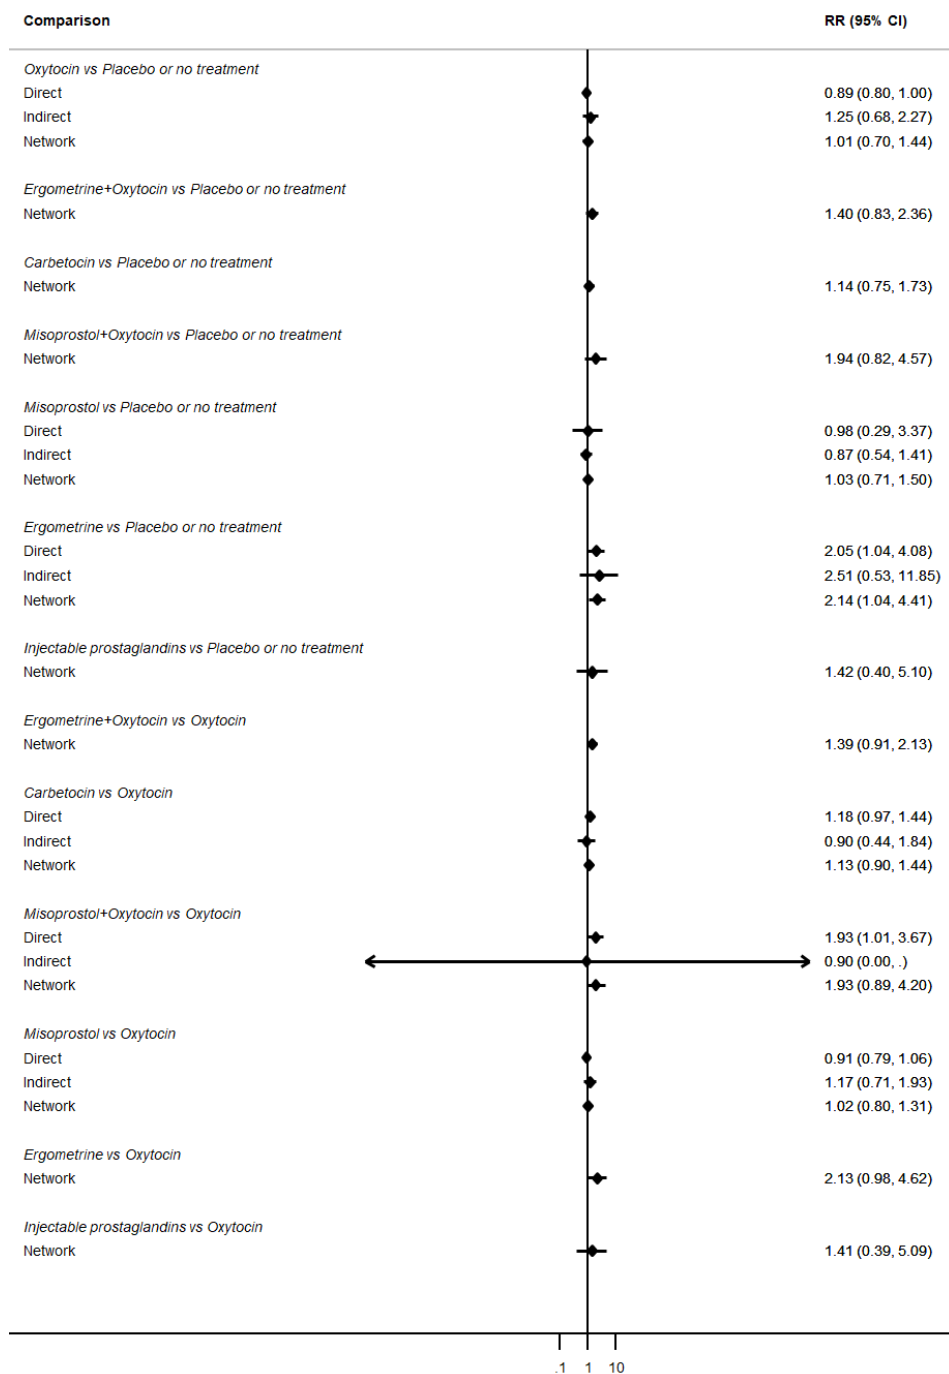 Comparison RR (95% CI)
Oxytocin vs Placebo or no treatment
Direct 0.89 (0.80, 1.00)
Indirect 1.25 (0.68, 2.27)
Network 1.01 (0.70, 1.44)
Ergometrine+Oxytocin vs Placebo or no treatment
Network 1.40 (0.83, 2.36)
Carbetocin vs Placebo or no treatment
Network 1.14 (0.75, 1.73)
Misoprostol+Oxytocin vs Placebo or no treatment
Network 1.94 (0.82, 4.57)
Misoprostol vs Placebo or no treatment
Direct 0.98 (0.29, 3.37)
Indirect 0.87 (0.54, 1.41)
Network 1.03 (0.71, 1.50)
Ergometrine vs Placebo or no treatment
Direct 2.05 (1.04, 4.08)
Indirect 2.51 (0.53, 11.85)
Network 2.14 (1.04, 4.41)
Injectable prostaglandins vs Placebo or no treatment
Network 1.42 (0.40, 5.10)
Ergometrine+Oxytocin vs Oxytocin
Network 1.39 (0.91, 2.13)
Carbetocin vs Oxytocin
Direct 1.18 (0.97, 1.44)
Indirect 0.90 (0.44, 1.84)
Network 1.13 (0.90, 1.44)
Misoprostol+Oxytocin vs Oxytocin
Direct 1.93 (1.01, 3.67)
Indirect 0.90 (0.00, .)
Network 1.93 (0.89, 4.20)
Misoprostol vs Oxytocin
Direct 0.91 (0.79, 1.06)
Indirect 1.17 (0.71, 1.93)
Network 1.02 (0.80, 1.31)
Ergometrine vs Oxytocin
Network 2.13 (0.98, 4.62)
Injectable prostaglandins vs Oxytocin
Network 1.41 (0.39, 5.09)
.1 1 10